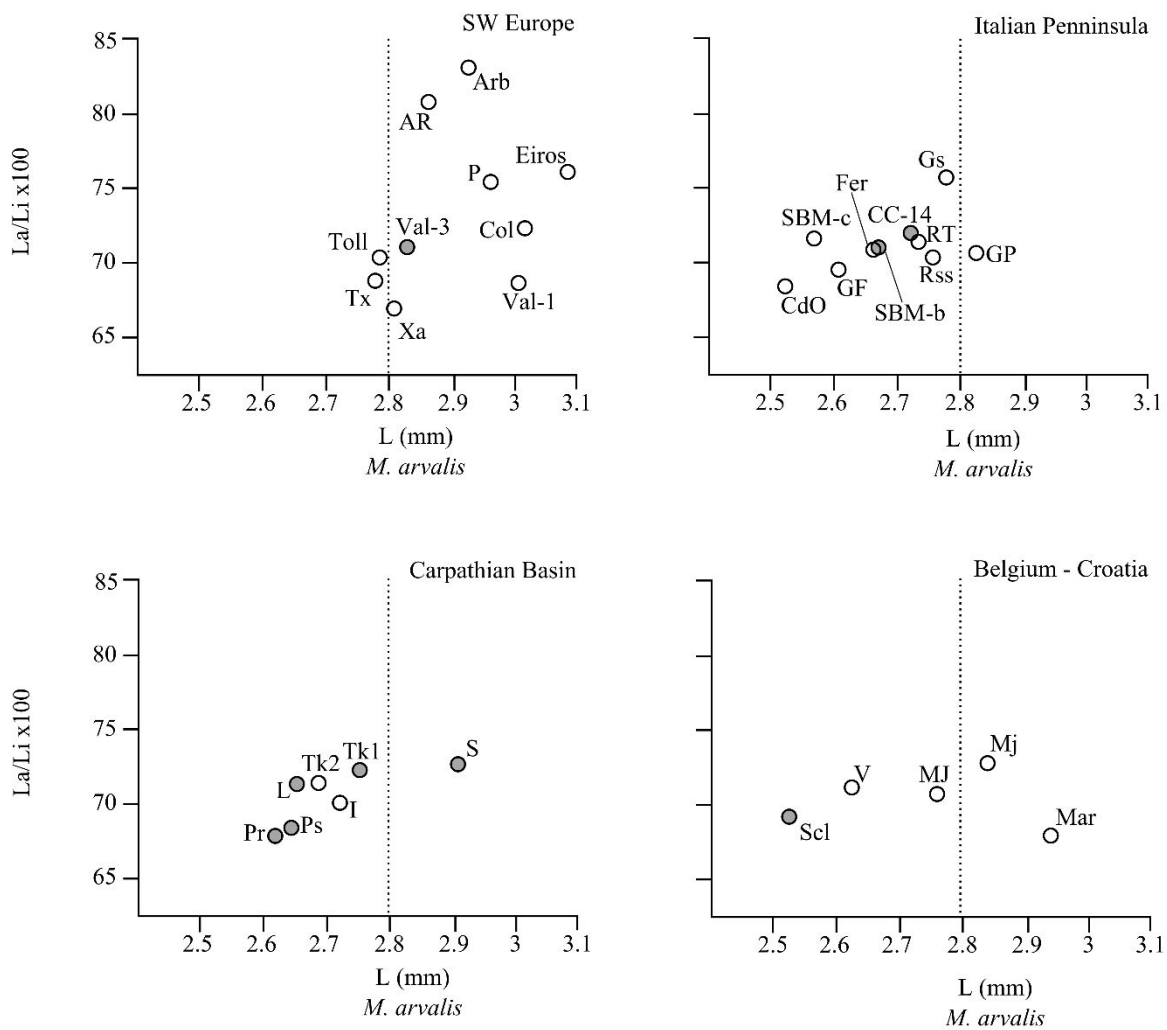 SW Europe
85
80
75
70
65
La/Li x100
Arb
AR
Eiros
P
Col
Val-3
Toll
Tx
Xa
Val-1
2.5 2.6 2.7 2.8 2.9 3 3.1
L (mm)
M. arvalis
Italian Penninsula
Gs
Fer
SBM-c
CC-14
RT
Rss
GP
GF
CdO
SBM-b
2.5 2.6 2.7 2.8 2.9 3 3.1
L (mm)
M. arvalis
Carpathian Basin
85
80
75
70
65
La/Li x100
S
Tk1
Tk2
L
I
Ps
Pr
2.5 2.6 2.7 2.8 2.9 3 3.1
L (mm)
M. arvalis
Belgium - Croatia
Mj
V
MJ
Scl
Mar
2.5 2.6 2.7 2.8 2.9 3 3.1
L (mm)
M. arvalis